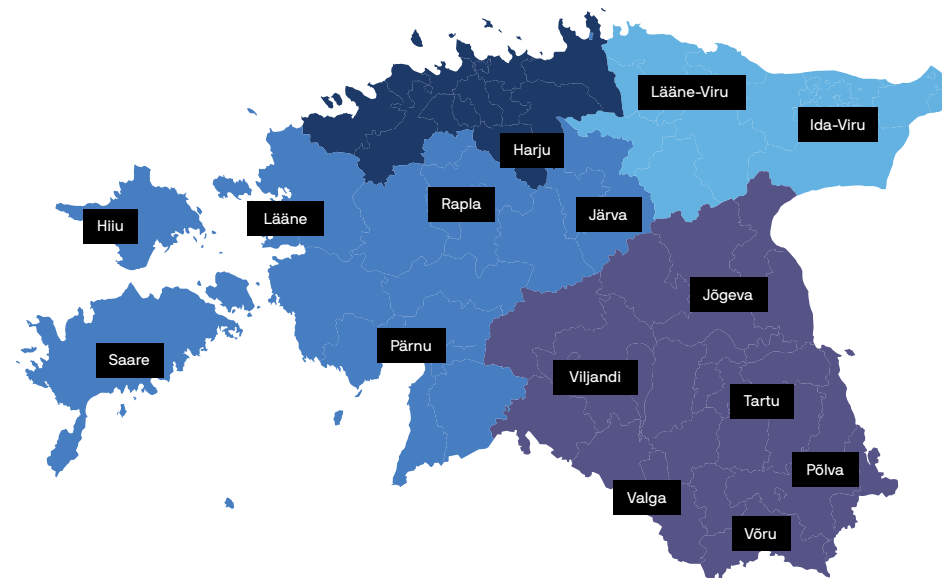 Lääne-Viru
Ida-Viru
Harju
Rapla
Järva
Lääne
Hiiu
Jõgeva
Pärnu
Saare
Viljandi
Tartu
Põlva
Valga
Võru